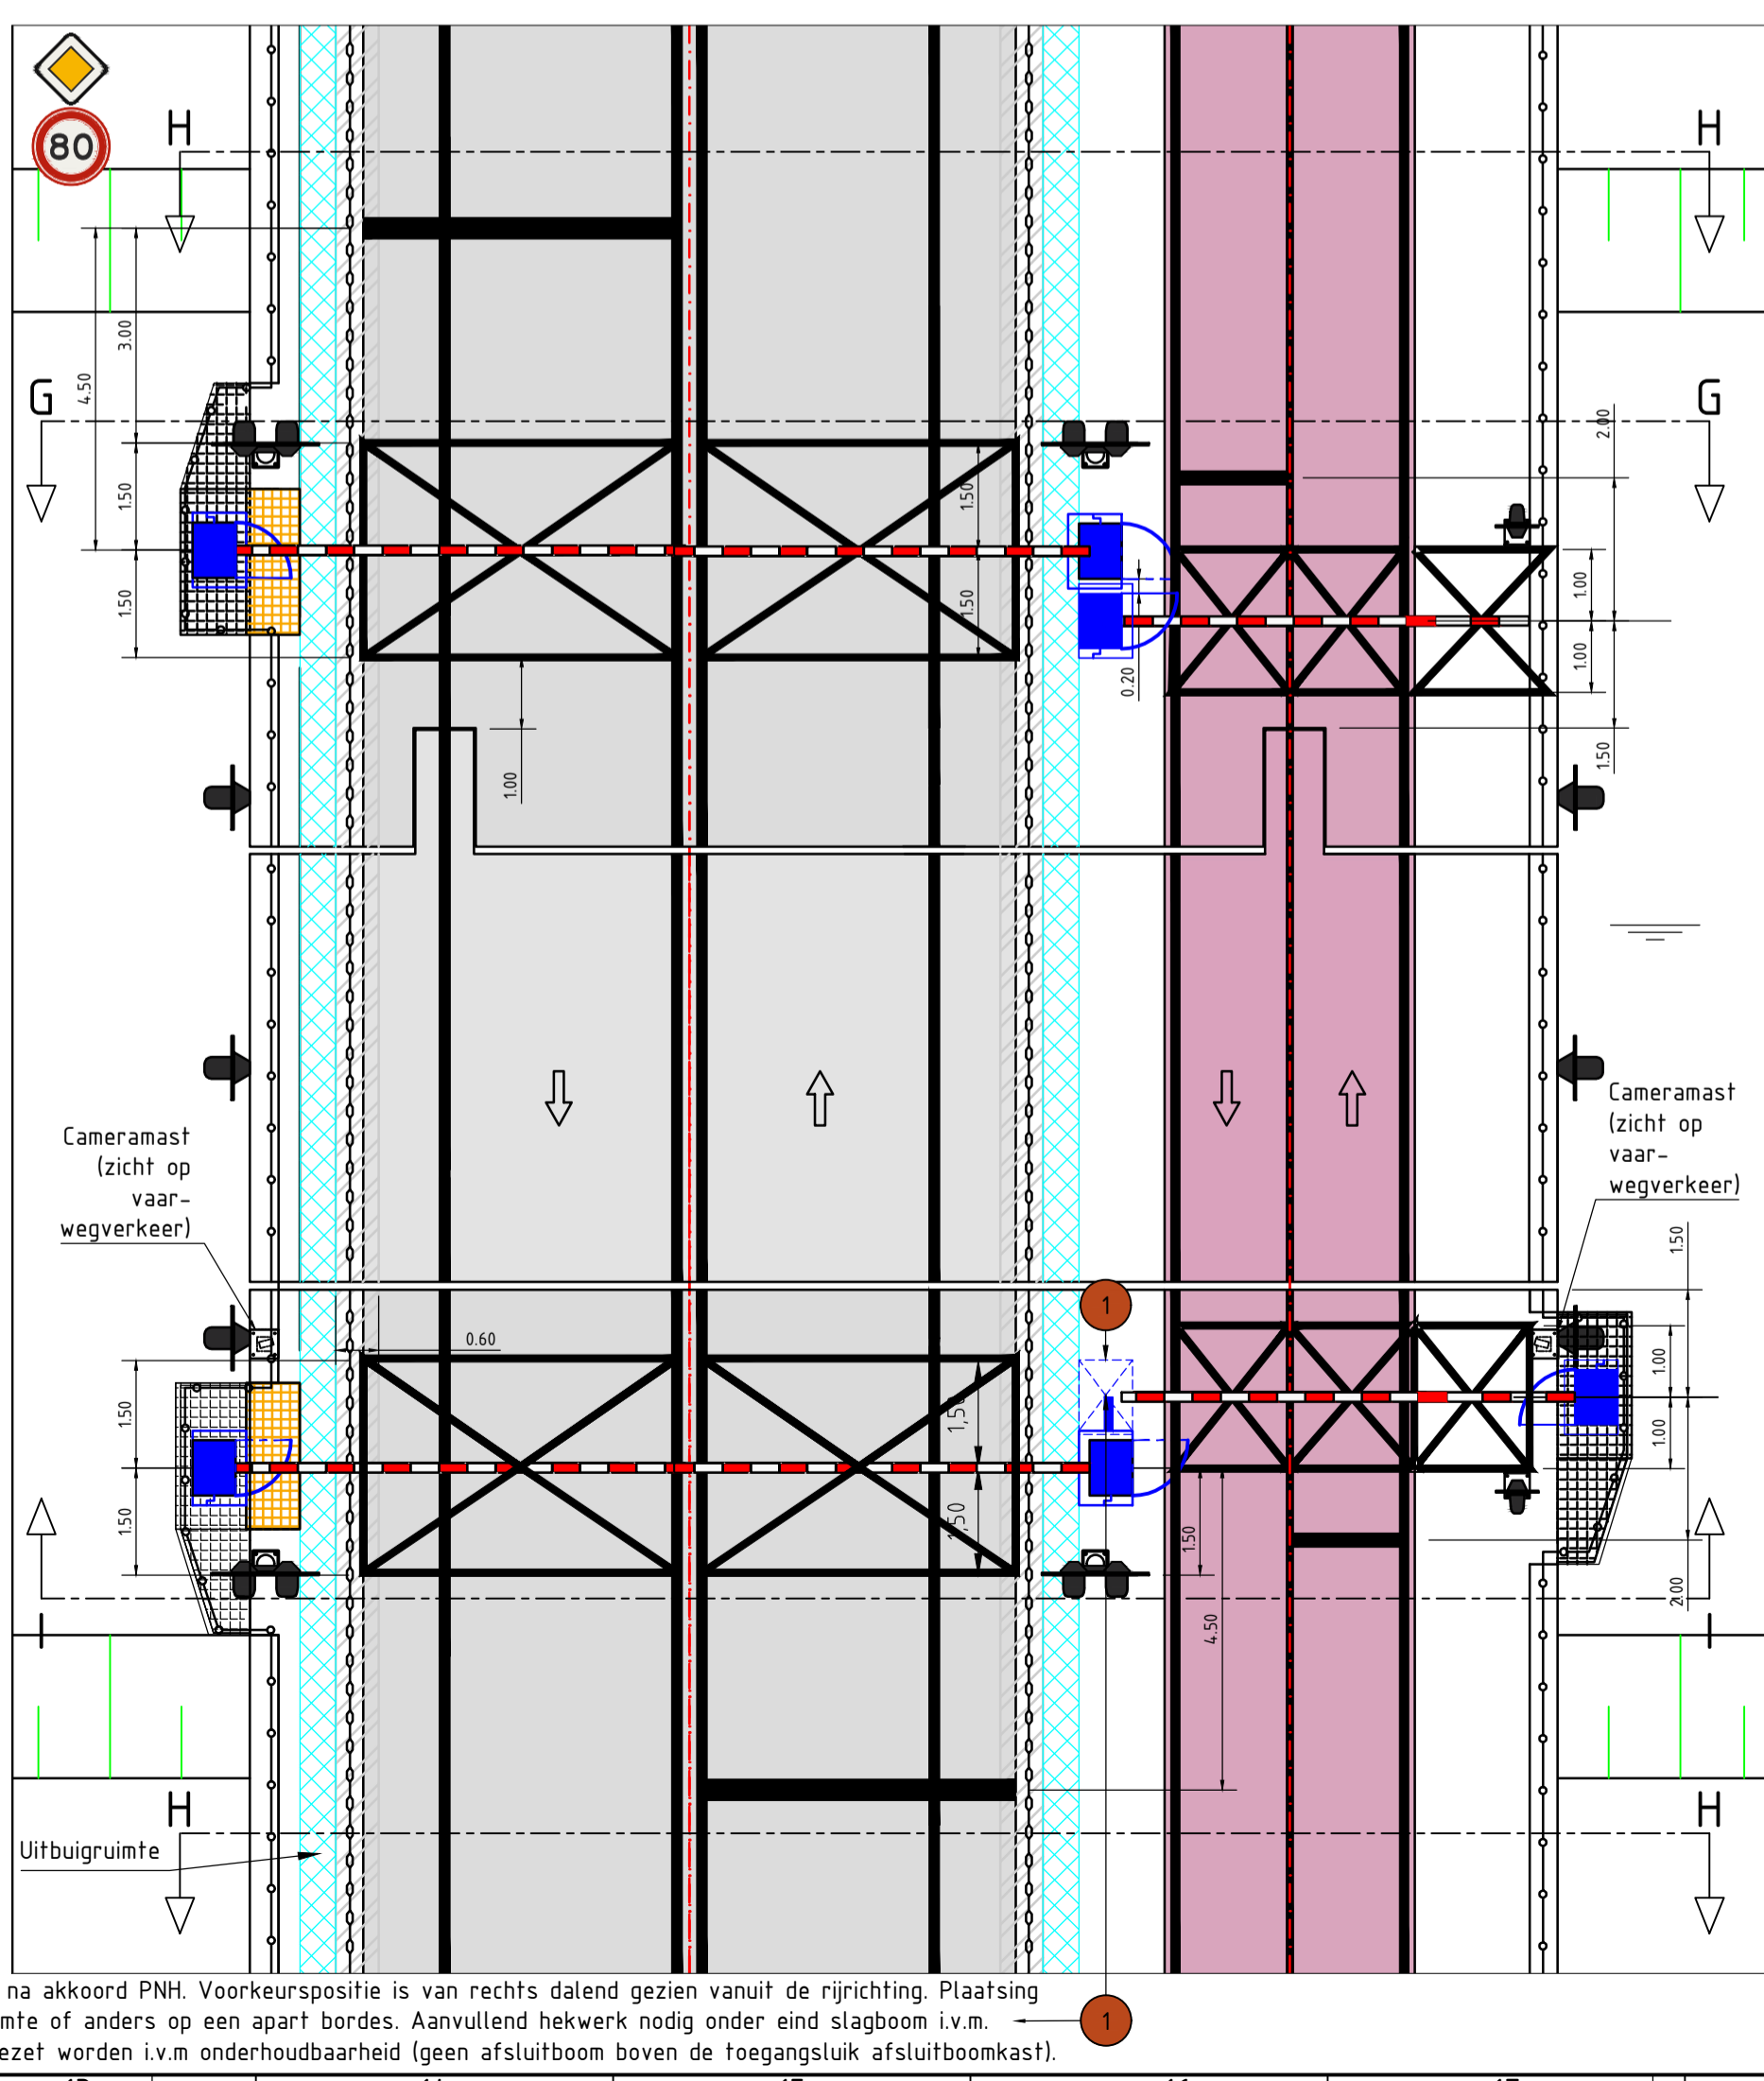 80
H
H
3.00
4.50
G
G
2.00
1.50
1.50
1.00
1.50
1.50
1.00
0.20
1.00
1.50
Cameramast
(zicht op
vaar-
wegverkeer)
Cameramast
(zicht op
vaar-
wegverkeer)
1.50
1
0.60
1.00
1.50
1,50
1.00
1.50
1,50
1.50
2.00
4.50
I
I
H
H
Uitbuigruimte
na akkoord PNH. Voorkeurspositie is van rechts dalend gezien vanuit de rijrichting. Plaatsing
mte of anders op een apart bordes. Aanvullend hekwerk nodig onder eind slagboom i.v.m.
1
ezet worden i.v.m onderhoudbaarheid (geen afsluitboom boven de toegangsluik afsluitboomkast).